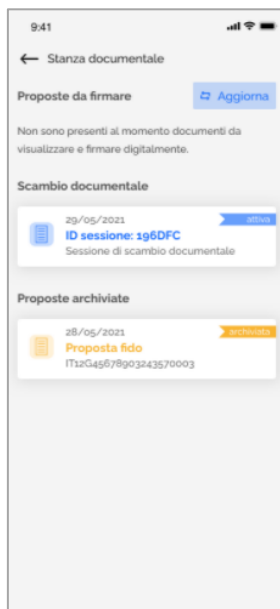 9:41
Stanza documentale
Proposte da firmare
Aggiorna
Non sono presenti al momento documenti da
visualizzare e firmare digitalmente.
Scambio documentale
29/05/2021
attiva
ID sessione: 196DFC
Sessione di scambio documentale
Proposte archiviate
28/05/2021
archiviata
Proposta fido
IT12G45678903243570003